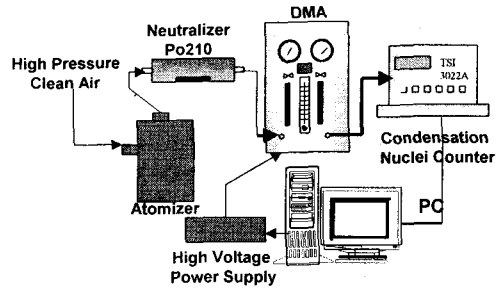 DMA
Neutralizer
Po210
High Pressure
Clean Air
TSI
3022A
Condensation
Nuclei Counter
Atomizer
PC
High Voltage
Power Supply